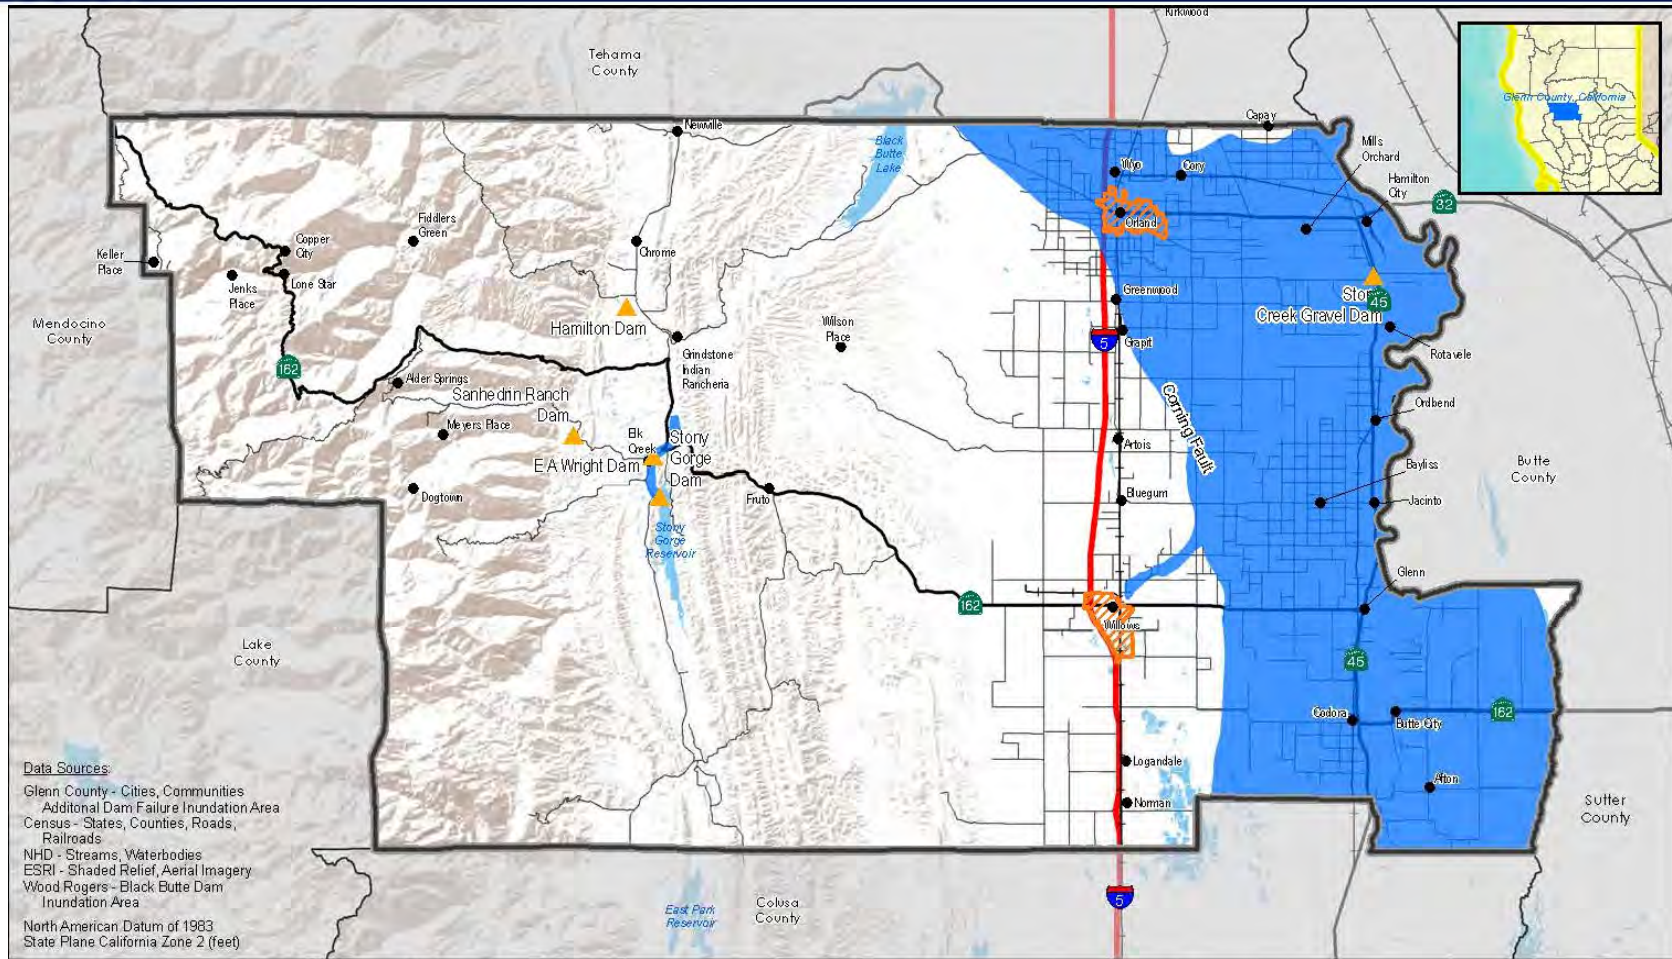 Kirkwood
Tehama
County
Glenn County, California
Newville
Capay
Black
Butte
Lake
Wyo
Cory
Mills
Orchard
Hamilton
City
32
Orland
Fiddlers
Green
Copper
City
Keller
Place
Jenks
Place
Lone Star
Chrome
Greenwood
Stony
Creek Gravel Dam
45
Mendocino
County
Hamilton Dam
Wilson
Place
5
Grapit
Rotavele
Grindstone
Indian
Rancheria
162
Alder Springs
Sanhedrin Ranch
Dam
Corning Fault
Ordbend
Meyers Place
Elk
Creek
Stony
Gorge
Dam
E A Wright Dam
Artois
Bayliss
Butte
County
Dogtown
Fruto
Bluegum
Jacinto
Stony
Gorge
Reservoir
Glenn
162
Willows
Lake
County
45
Codora
Butte City
162
Logandale
Afton
Norman
Sutter
County
Data Sources:
Glenn County - Cities, Communities
Additonal Dam Failure Inundation Area
Census - States, Counties, Roads,
Railroads
NHD - Streams, Waterbodies
ESRI - Shaded Relief, Aerial Imagery
Wood Rogers - Black Butte Dam
Inundation Area
North American Datum of 1983
State Plane California Zone 2 (feet)
East Park
Reservoir
Colusa
County
5